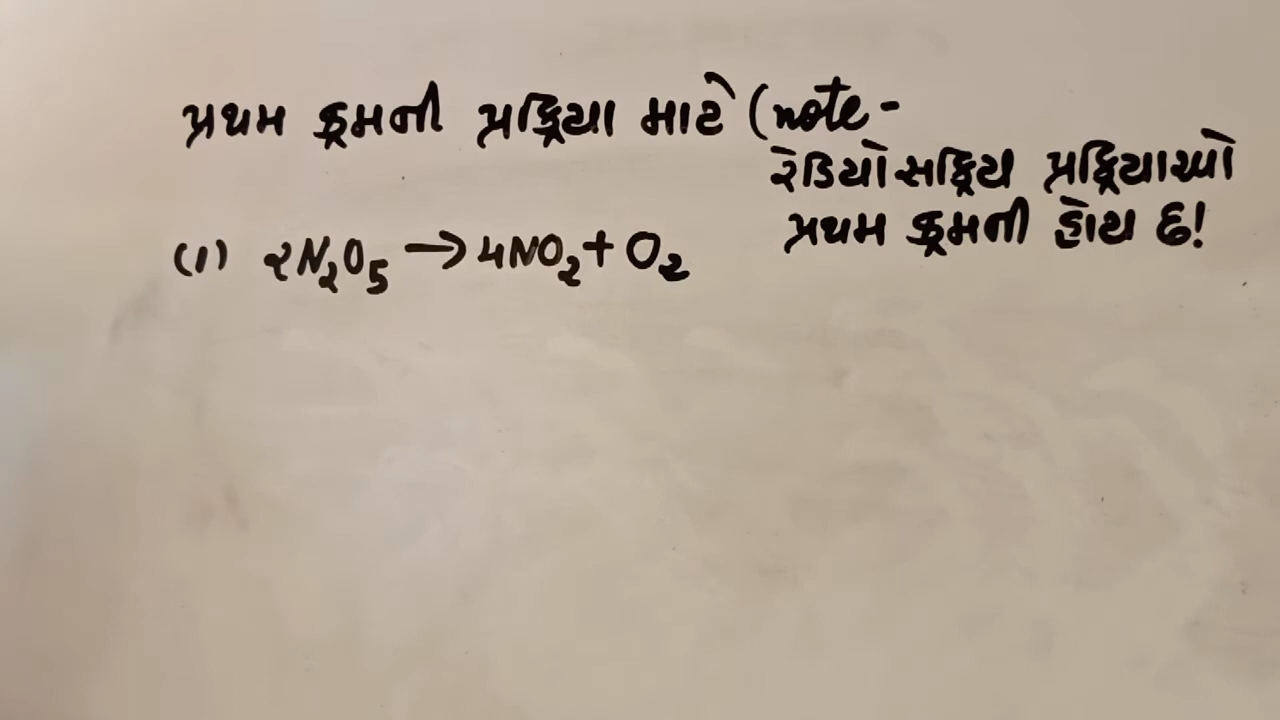 પ્રથમ ક્રમની પ્રક્રિયા માટે (note -
રેડિયોસક્રિય પ્રક્રિયાઓ
પ્રથમ ક્રમની હોય છે!
(1) 2N₂O₅ → 4NO₂ + O₂